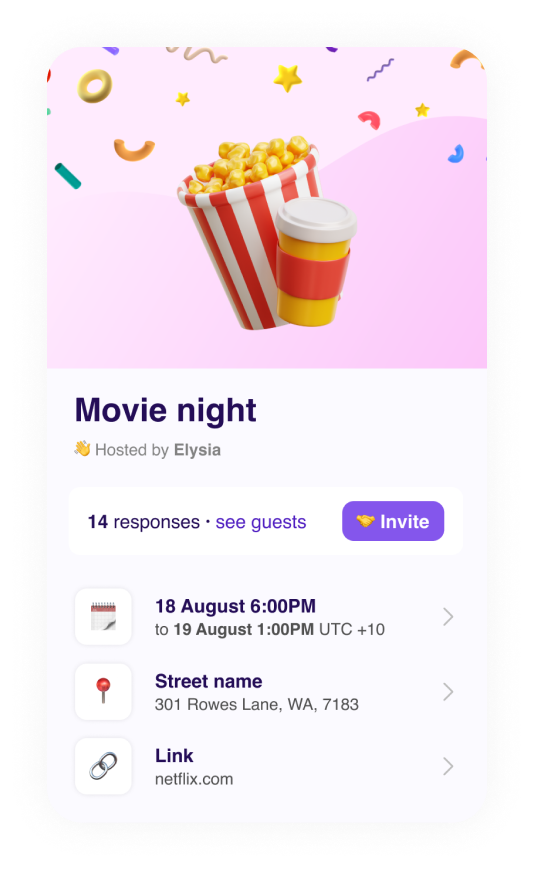 Movie night
👋 Hosted by Elysia
14 responses · see guests
🤝 Invite
18 August 6:00PM
to 19 August 1:00PM UTC +10
Street name
301 Rowes Lane, WA, 7183
Link
netflix.com